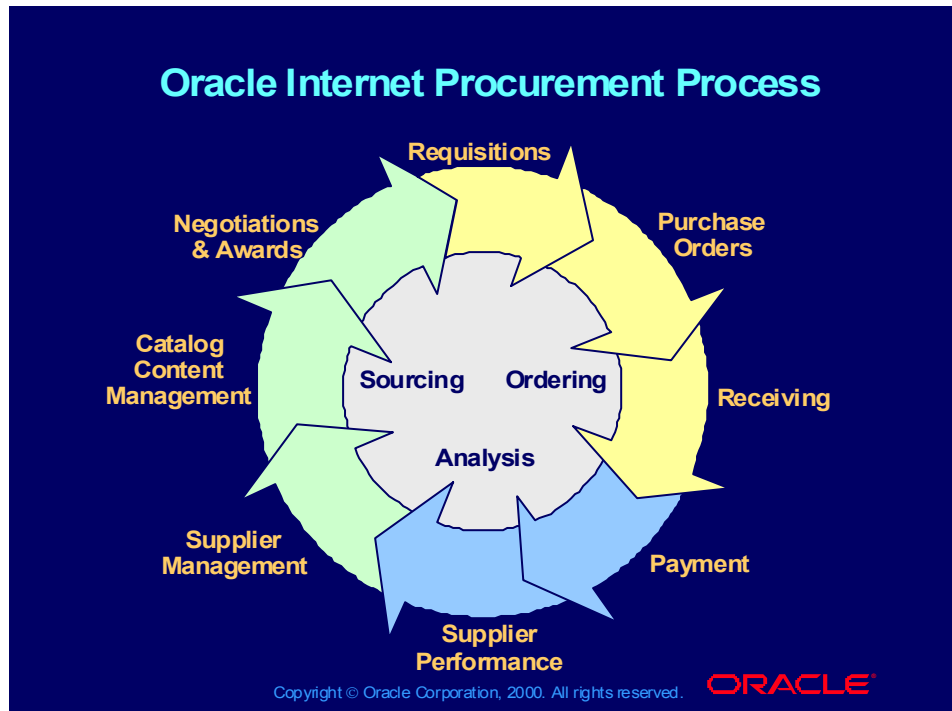 Oracle Internet Procurement Process
Requisitions
Negotiations
& Awards
Purchase
Orders
Catalog
Content
Management
Sourcing
Ordering
Receiving
Analysis
Supplier
Management
Payment
Supplier
Performance
Copyright © Oracle Corporation, 2000. All rights reserved.
ORACLE®